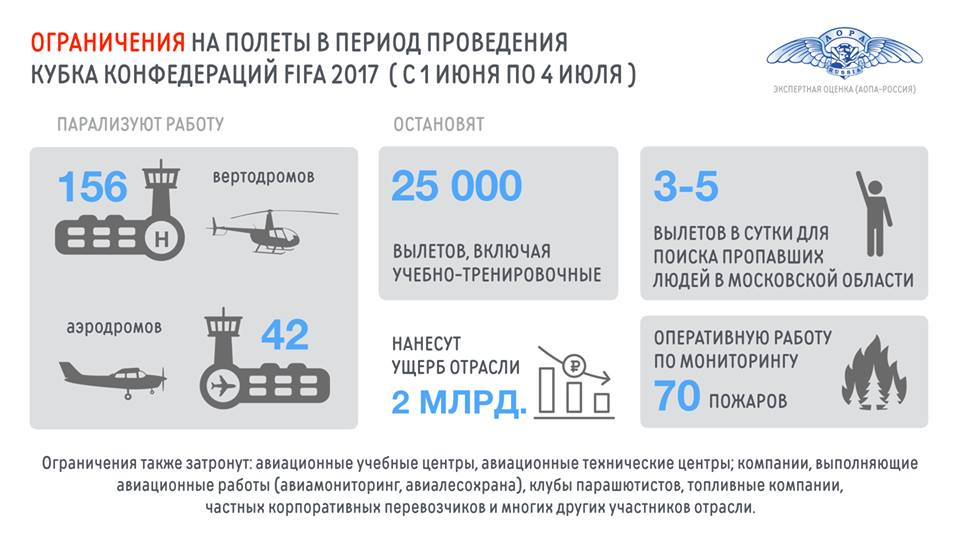 ОГРАНИЧЕНИЯ НА ПОЛЕТЫ В ПЕРИОД ПРОВЕДЕНИЯ
КУБКА КОНФЕДЕРАЦИЙ FIFA 2017 ( С 1 ИЮНЯ ПО 4 ИЮЛЯ )
AOPA
RUSSIA
ЭКСПЕРТНАЯ ОЦЕНКА (АОПА-РОССИЯ)
ПАРАЛИЗУЮТ РАБОТУ
156
вертодромов
H
аэродромов
42
ОСТАНОВЯТ
25 000
ВЫЛЕТОВ, ВКЛЮЧАЯ
УЧЕБНО-ТРЕНИРОВОЧНЫЕ
3-5
ВЫЛЕТОВ В СУТКИ ДЛЯ
ПОИСКА ПРОПАВШИХ
ЛЮДЕЙ В МОСКОВСКОЙ ОБЛАСТИ
НАНЕСУТ
УЩЕРБ ОТРАСЛИ
2 МЛРД.
₽
ОПЕРАТИВНУЮ РАБОТУ
ПО МОНИТОРИНГУ
70 ПОЖАРОВ
Ограничения также затронут: авиационные учебные центры, авиационные технические центры; компании, выполняющие
авиационные работы (авиамониторинг, авиалесохрана), клубы парашютистов, топливные компании,
частных корпоративных перевозчиков и многих других участников отрасли.